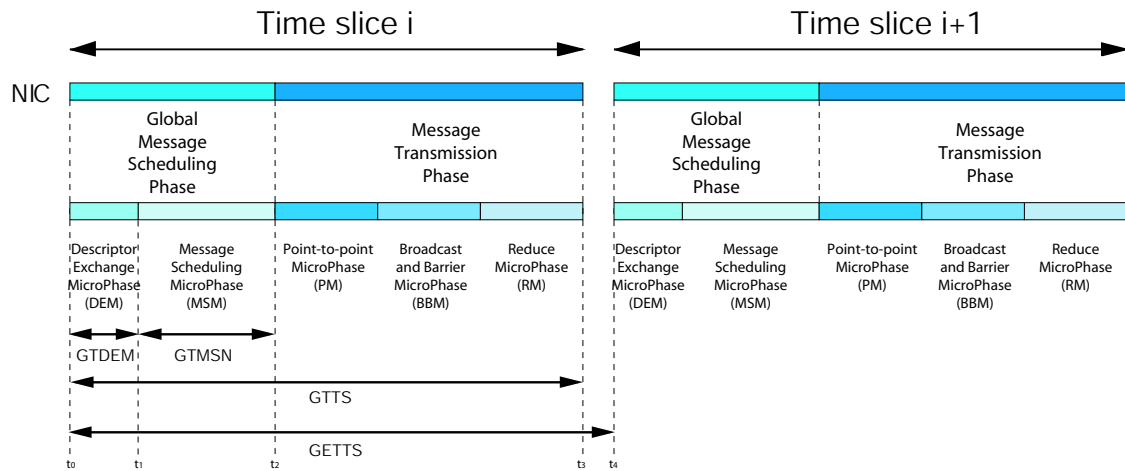 Time slice i
Time slice i+1
NIC
Global
Message
Scheduling
Phase
Message
Transmission
Phase
Global
Message
Scheduling
Phase
Message
Transmission
Phase
Descriptor
Exchange
MicroPhase
(DEM)
Message
Scheduling
MicroPhase
(MSM)
Point-to-point
MicroPhase
(PM)
Broadcast
and Barrier
MicroPhase
(BBM)
Reduce
MicroPhase
(RM)
Descriptor
Exchange
MicroPhase
(DEM)
Message
Scheduling
MicroPhase
(MSM)
Point-to-point
MicroPhase
(PM)
Broadcast
and Barrier
MicroPhase
(BBM)
Reduce
MicroPhase
(RM)
GTDEM
GTMSN
GTTS
GETTS
t0
t1
t2
t3
t4